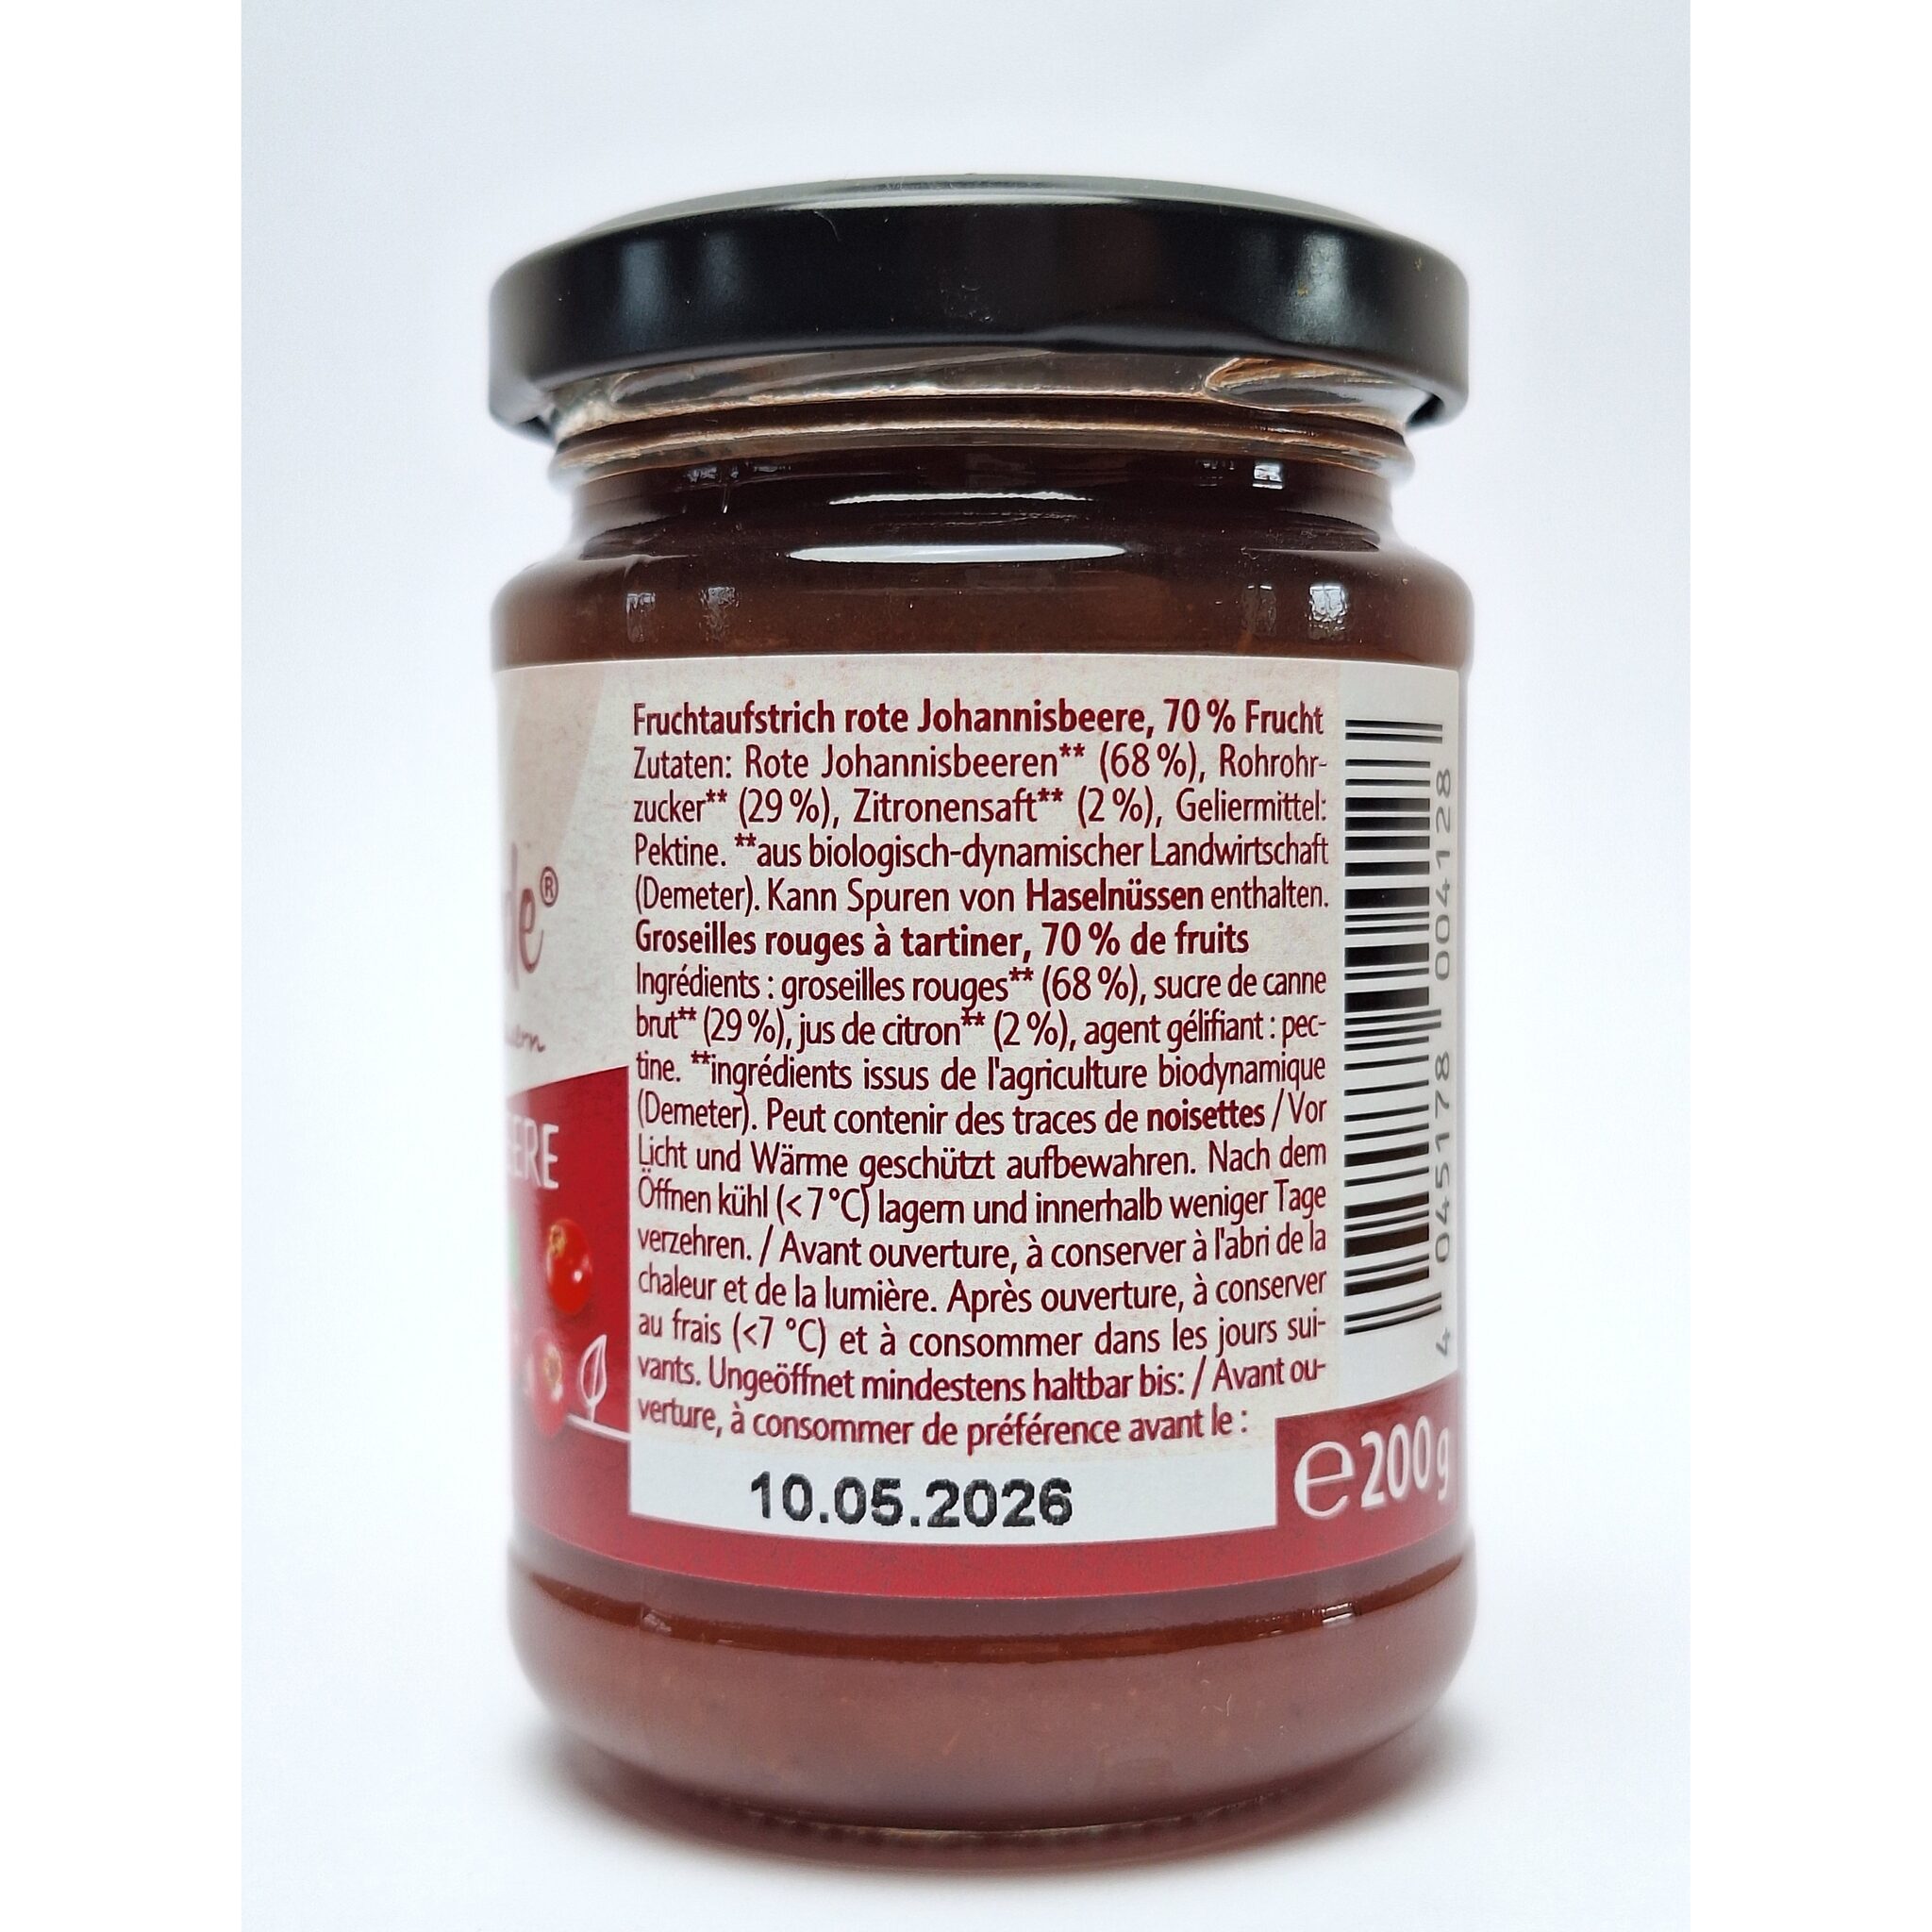 Fruchtaufstrich rote Johannisbeere, 70 % Frucht
Zutaten: Rote Johannisbeeren** (68 %), Rohrohr-
zucker** (29 %), Zitronensaft** (2 %), Geliermittel:
Pektine. **aus biologisch-dynamischer Landwirtschaft
(Demeter). Kann Spuren von Haselnüssen enthalten.
Groseilles rouges à tartiner, 70 % de fruits
Ingrédients : groseilles rouges** (68 %), sucre de canne
brut** (29 %), jus de citron** (2 %), agent gélifiant : pec-
tine. **ingrédients issus de l'agriculture biodynamique
(Demeter). Peut contenir des traces de noisettes / Vor
Licht und Wärme geschützt aufbewahren. Nach dem
Öffnen kühl (< 7 °C) lagern und innerhalb weniger Tage
verzehren. / Avant ouverture, à conserver à l'abri de la
chaleur et de la lumière. Après ouverture, à conserver
au frais (<7 °C) et à consommer dans les jours sui-
vants. Ungeöffnet mindestens haltbar bis: / Avant ou-
verture, à consommer de préférence avant le :
10.05.2026
℮ 200 g
4 045178 004128